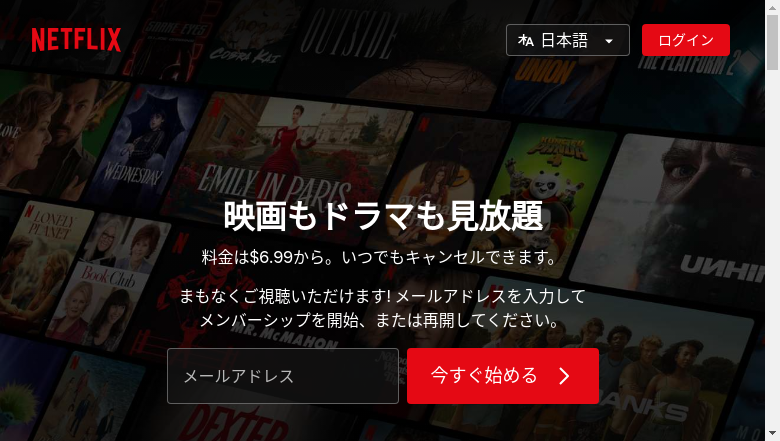 NETFLIX
日本語
ログイン
OUTSIDE
COBRA KAI
UNION
THE PLATFORM 2
LOVE
WEDNESDAY
EMILY IN PARIS
PANDA 4
LONELY PLANET
Book Club
映画もドラマも見放題
料金は$6.99から。いつでもキャンセルできます。
まもなくご視聴いただけます! メールアドレスを入力して
メンバーシップを開始、または再開してください。
MR. McMAHON
メールアドレス
今すぐ始める
DEXTER